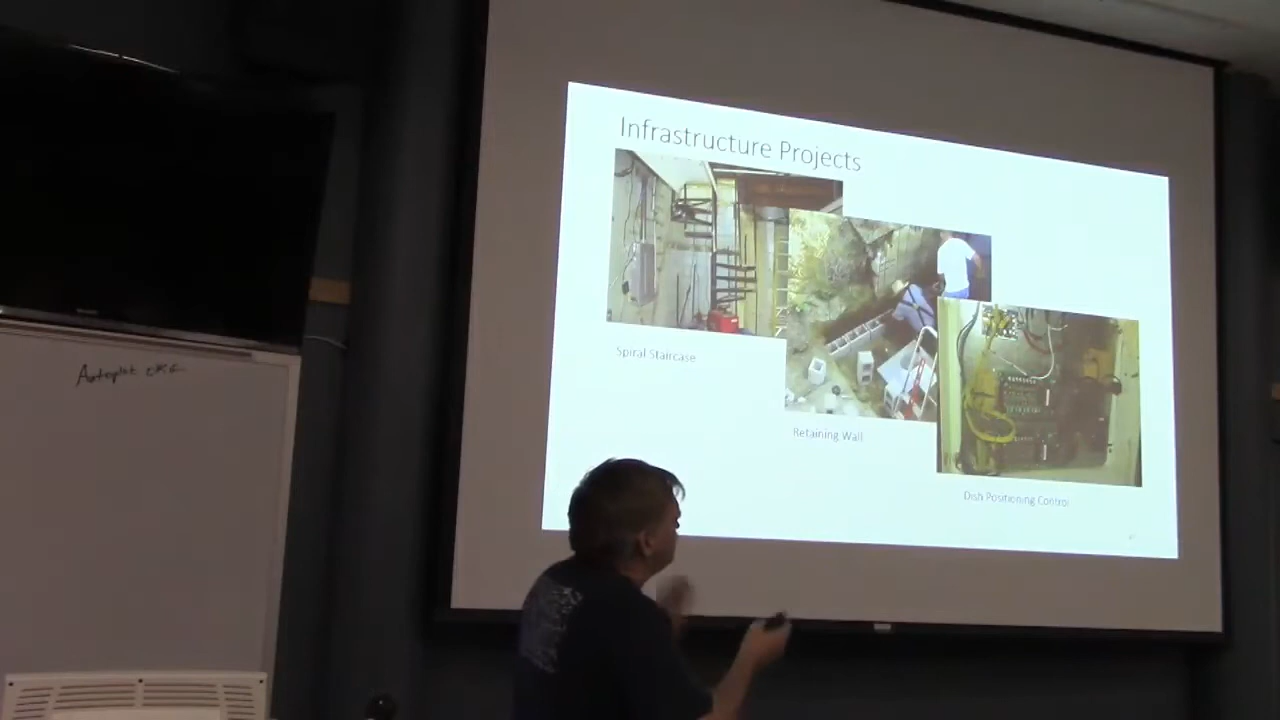 Infrastructure Projects
Spiral Staircase
Retaining Wall
Dish Positioning Control